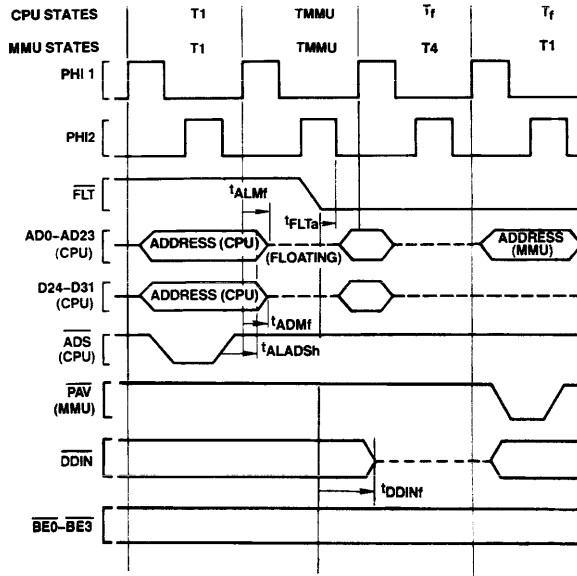 CPU STATES T1 TMMU Tf Tf
MMU STATES T1 TMMU T4 T1
PHI 1
PHI2
FLT
tALMf
tFLTa
AD0–AD23
(CPU)
ADDRESS (CPU)
(FLOATING)
ADDRESS
(MMU)
D24–D31
(CPU)
ADDRESS (CPU)
tADMf
ADS
(CPU)
tALADSh
PAV
(MMU)
DDIN
tDDINf
BE0–BE3